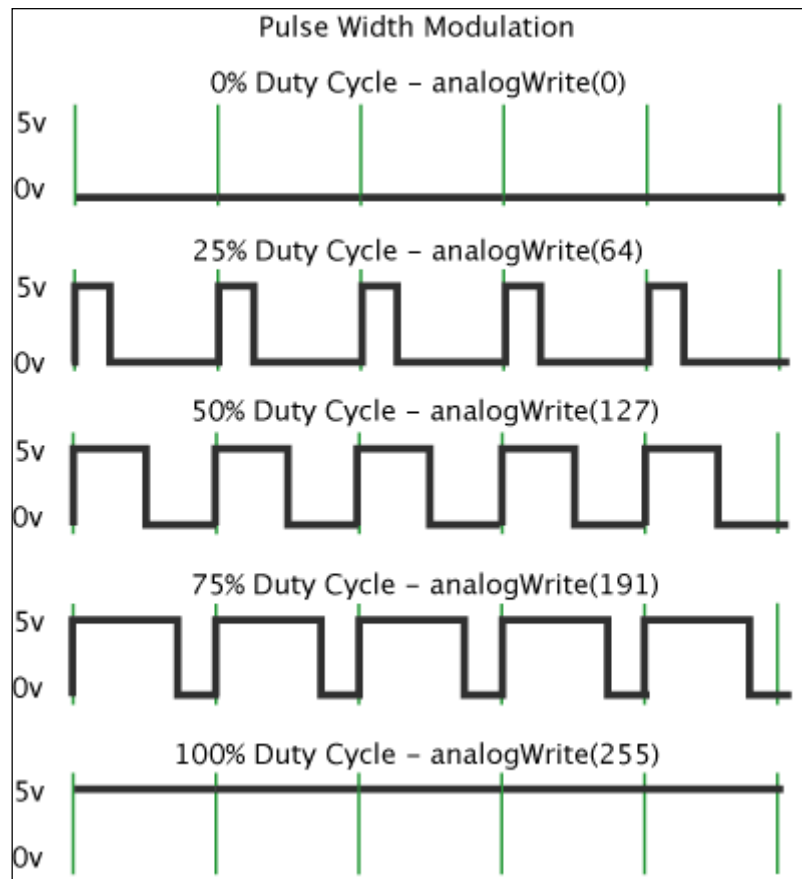 Pulse Width Modulation
0% Duty Cycle – analogWrite(0)
5v
0v
25% Duty Cycle – analogWrite(64)
5v
0v
50% Duty Cycle – analogWrite(127)
5v
0v
75% Duty Cycle – analogWrite(191)
5v
0v
100% Duty Cycle – analogWrite(255)
5v
0v